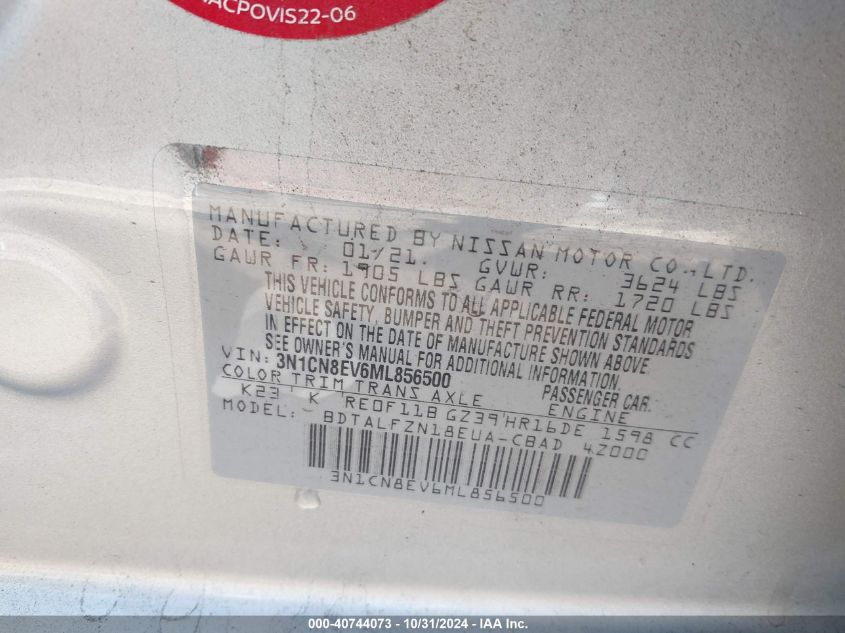 MACPOVIS22-06
MANUFACTURED BY NISSAN MOTOR CO.,LTD.
DATE: 01/21. GVWR: 3624 LBS
GAWR FR: 1905 LBS GAWR RR: 1720 LBS
THIS VEHICLE CONFORMS TO ALL APPLICABLE FEDERAL MOTOR
VEHICLE SAFETY, BUMPER AND THEFT PREVENTION STANDARDS
IN EFFECT ON THE DATE OF MANUFACTURE SHOWN ABOVE
SEE OWNER'S MANUAL FOR ADDITIONAL INFORMATION.
VIN: 3N1CN8EV6ML856500 PASSENGER CAR.
COLOR TRIM TRANS AXLE ENGINE
K23 K RE0F11B GZ39 HR16DE 1598 CC
MODEL: BDTALFZN18EUA-CBAD 4Z000
3N1CN8EV6ML856500
000-40744073 - 10/31/2024 - IAA Inc.